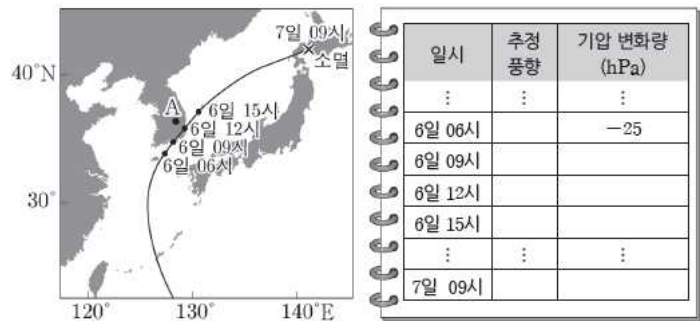 7일 09시
소멸
40°N
A
6일 15시
6일 12시
6일 09시
6일 06시
30°
120°
130°
140°E
일시
추정
풍향
기압 변화량
(hPa)
⋮ ⋮ ⋮
6일 06시 −25
6일 09시
6일 12시
6일 15시
⋮ ⋮ ⋮
7일 09시